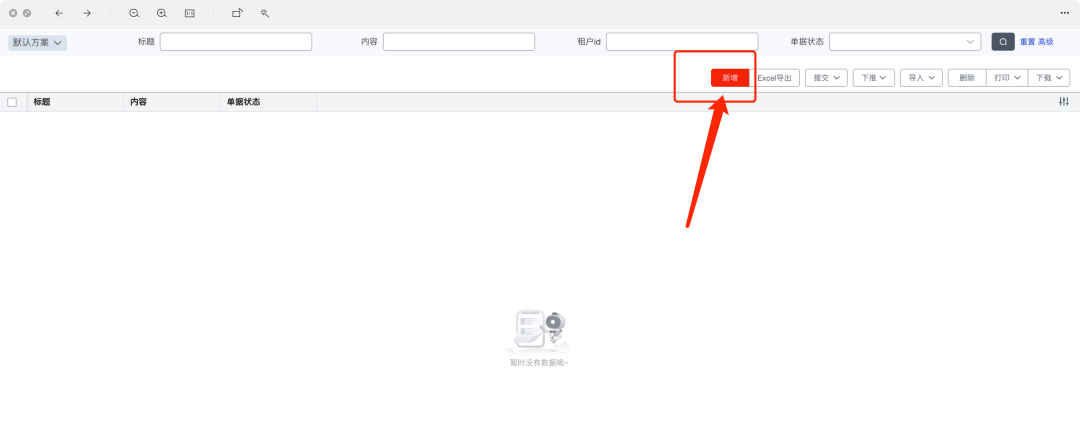 默认方案 标题 内容 租户id 单据状态 重置 高级
新增 Excel导出 提交 下推 导入 删除 打印 下载
标题 内容 单据状态
暂时没有数据哦~